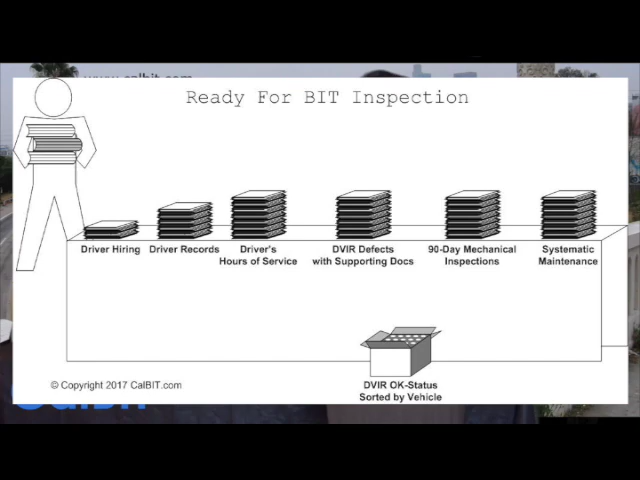 www.calbit.com
Ready For BIT Inspection
Driver Hiring
Driver Records
Driver's
Hours of Service
DVIR Defects
with Supporting Docs
90-Day Mechanical
Inspections
Systematic
Maintenance
© Copyright 2017 CalBIT.com
DVIR OK-Status
Sorted by Vehicle
CalBIT